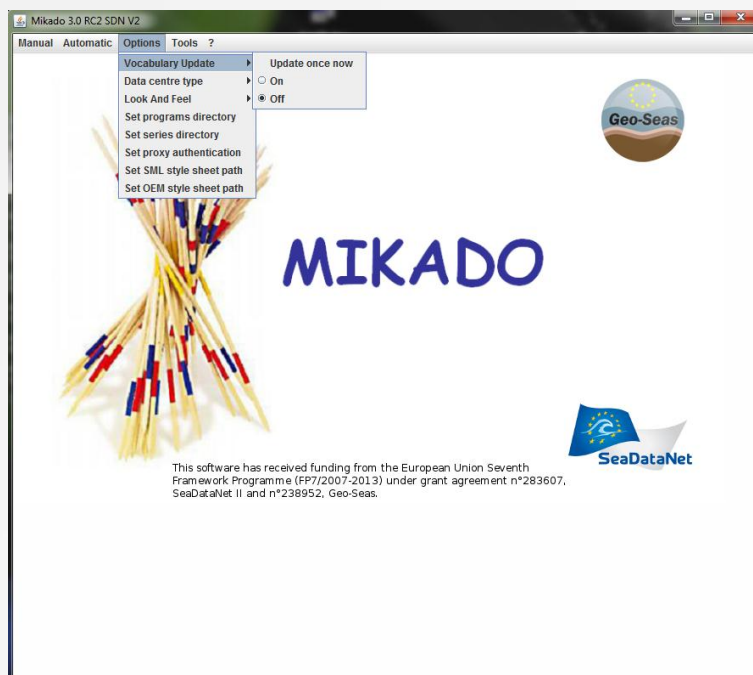 Mikado 3.0 RC2 SDN V2
Manual Automatic Options Tools ?
Vocabulary Update Update once now
Data centre type On
Look And Feel Off
Set programs directory
Set series directory
Set proxy authentication
Set SML style sheet path
Set OEM style sheet path
Geo-Seas
MIKADO
SeaDataNet
This software has received funding from the European Union Seventh
Framework Programme (FP7/2007-2013) under grant agreement n°283607,
SeaDataNet II and n°238952, Geo-Seas.